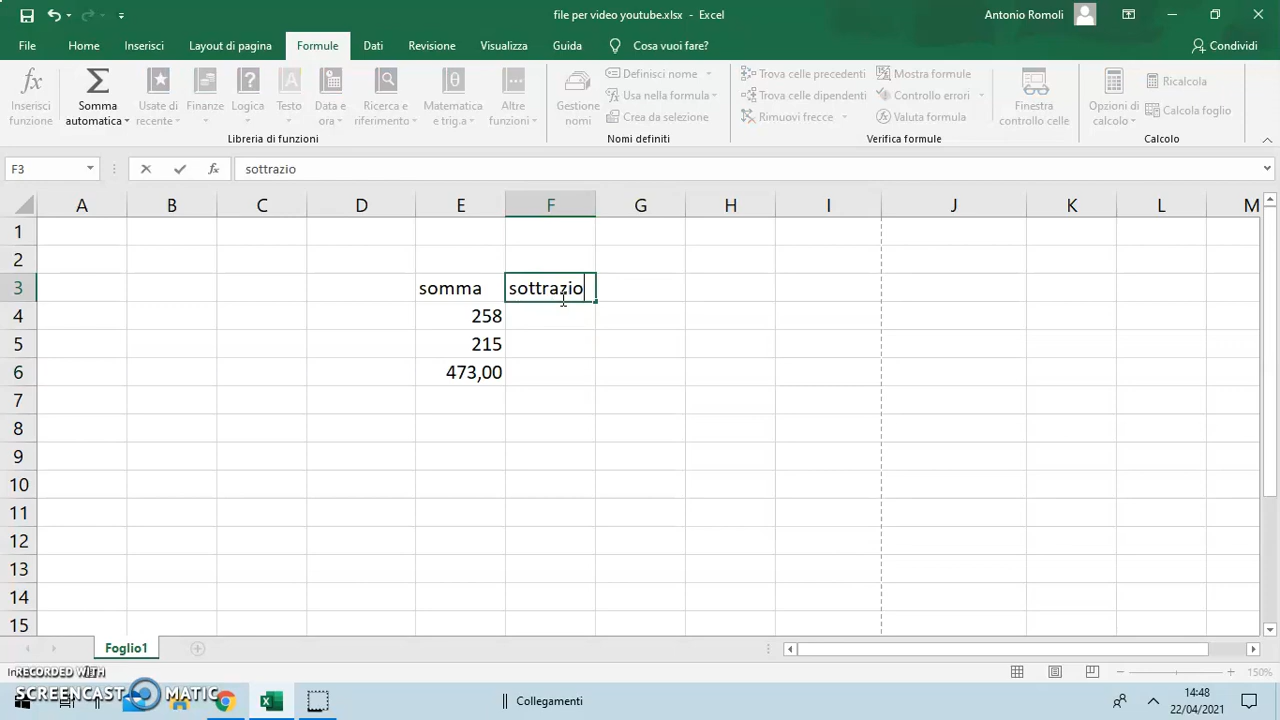 file per video youtube.xlsx - Excel
Antonio Romoli
File Home Inserisci Layout di pagina Formule Dati Revisione Visualizza Guida Cosa vuoi fare? Condividi
Inserisci funzione
Somma automatica
Usate di recente
Finanze
Logica
Testo
Data e ora
Ricerca e riferimento
Matematica e trig.
Altre funzioni
Libreria di funzioni
Gestione nomi
Definisci nome
Usa nella formula
Crea da selezione
Nomi definiti
Trova celle precedenti
Trova celle dipendenti
Rimuovi frecce
Mostra formule
Controllo errori
Valuta formula
Verifica formule
Finestra controllo celle
Opzioni di calcolo
Ricalcola
Calcola foglio
Calcolo
F3 fx sottrazio
A B C D E F G H I J K L M
1
2
3 somma sottrazio
4 258
5 215
6 473,00
7
8
9
10
11
12
13
14
15
Foglio1
150%
RECORDED WITH
SCREENCAST MATIC
Collegamenti
14:48
22/04/2021